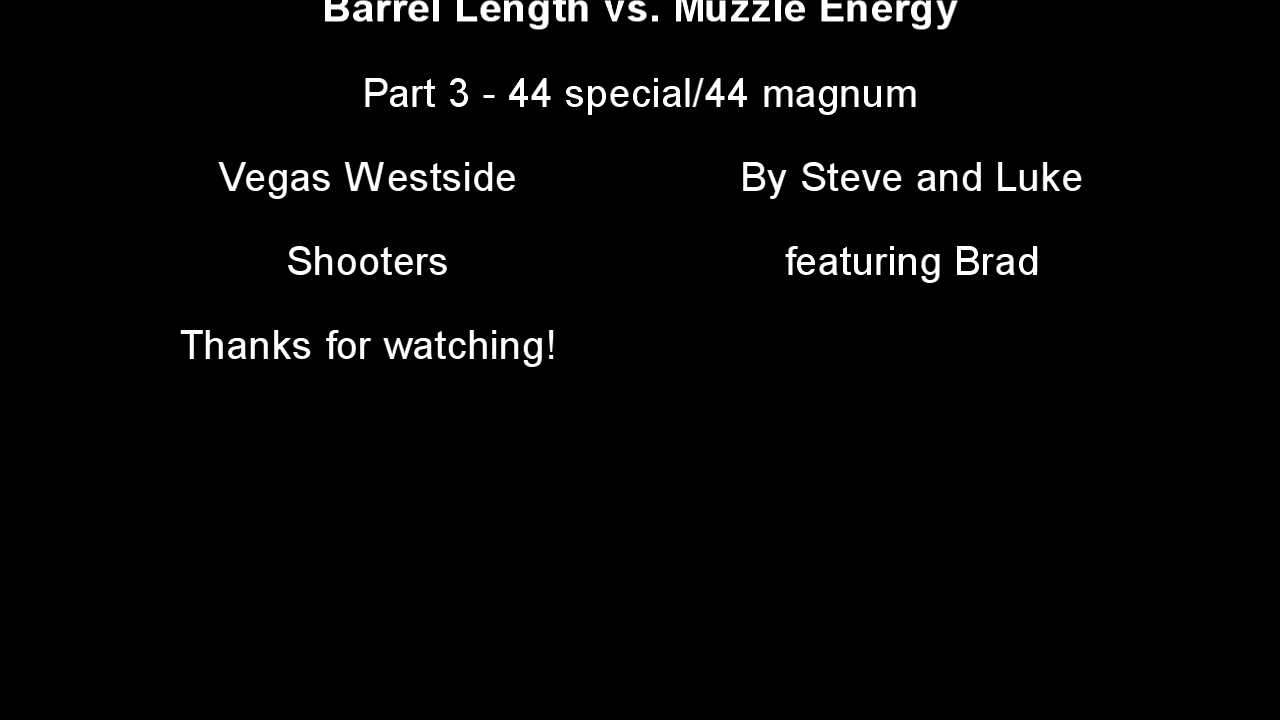 Barrel Length vs. Muzzle Energy
Part 3 - 44 special/44 magnum
Vegas Westside
Shooters
Thanks for watching!
By Steve and Luke
featuring Brad